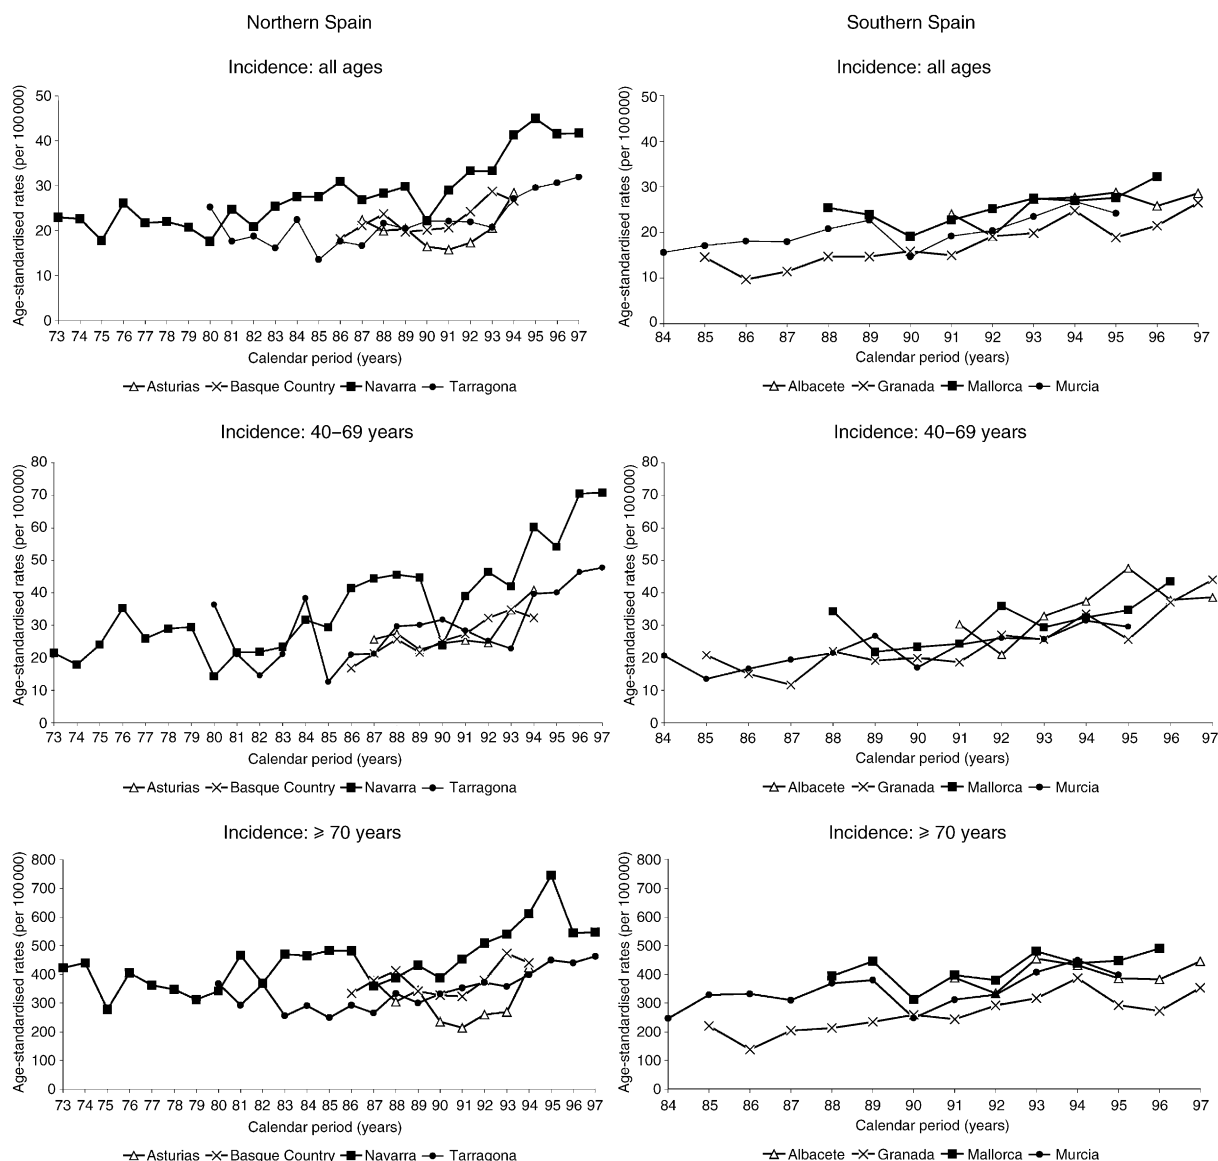 Northern Spain
Southern Spain
Incidence: all ages
Incidence: all ages
Age-standardised rates (per 100 000)
50
40
30
20
10
0
73 74 75 76 77 78 79 80 81 82 83 84 85 86 87 88 89 90 91 92 93 94 95 96 97
Calendar period (years)
Asturias Basque Country Navarra Tarragona
Age-standardised rates (per 100 000)
50
40
30
20
10
0
84 85 86 87 88 89 90 91 92 93 94 95 96 97
Calendar period (years)
Albacete Granada Mallorca Murcia
Incidence: 40–69 years
Incidence: 40–69 years
Age-standardised rates (per 100 000)
80
70
60
50
40
30
20
10
0
73 74 75 76 77 78 79 80 81 82 83 84 85 86 87 88 89 90 91 92 93 94 95 96 97
Calendar period (years)
Asturias Basque Country Navarra Tarragona
Age-standardised rates (per 100 000)
80
70
60
50
40
30
20
10
0
84 85 86 87 88 89 90 91 92 93 94 95 96 97
Calendar period (years)
Albacete Granada Mallorca Murcia
Incidence: ⩾ 70 years
Incidence: ⩾ 70 years
Age-standardised rates (per 100 000)
800
700
600
500
400
300
200
100
0
73 74 75 76 77 78 79 80 81 82 83 84 85 86 87 88 89 90 91 92 93 94 95 96 97
Calendar period (years)
Asturias Basque Country Navarra Tarragona
Age-standardised rates (per 100 000)
800
700
600
500
400
300
200
100
0
84 85 86 87 88 89 90 91 92 93 94 95 96 97
Calendar period (years)
Albacete Granada Mallorca Murcia